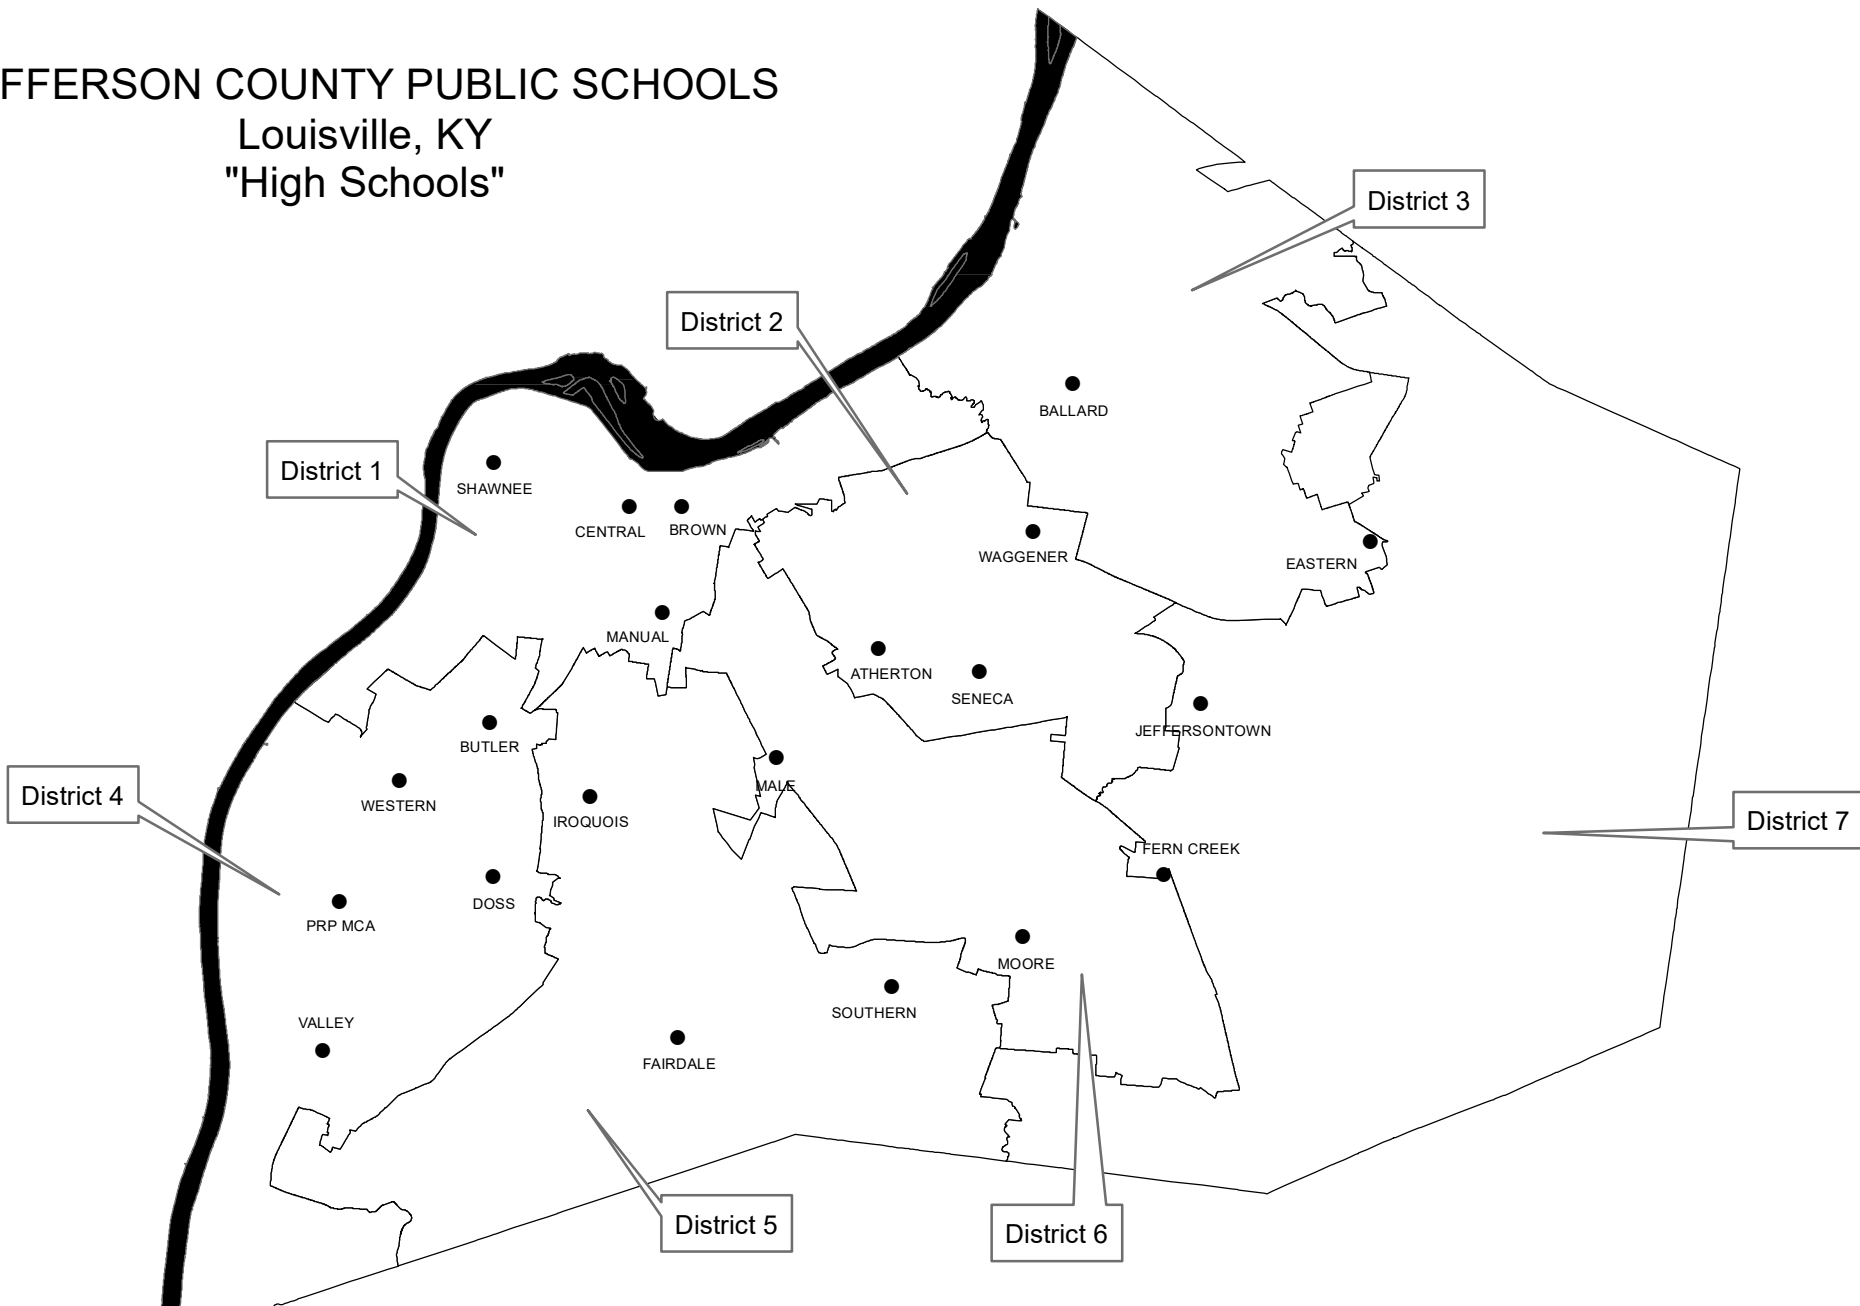 FFERSON COUNTY PUBLIC SCHOOLS
Louisville, KY
"High Schools"
District 3
District 2
BALLARD
District 1
SHAWNEE
CENTRAL
BROWN
WAGGENER
EASTERN
MANUAL
ATHERTON
SENECA
JEFFERSONTOWN
BUTLER
MALE
WESTERN
District 4
IROQUOIS
District 7
FERN CREEK
DOSS
PRP MCA
MOORE
SOUTHERN
VALLEY
FAIRDALE
District 5
District 6